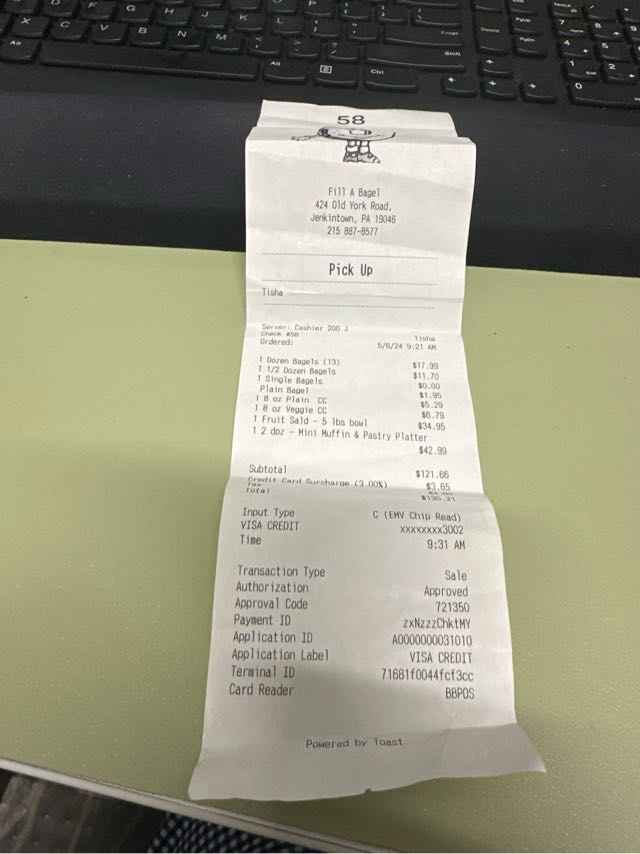 58
Fill A Bagel
424 Old York Road,
Jenkintown, PA 19046
215 887-8577
Pick Up
Tisha
Server: Cashier 200 J
Check #58 Tisha
Ordered: 5/6/24 9:21 AM
1 Dozen Bagels (13) $17.99
1 1/2 Dozen Bagels $11.70
1 Single Bagels $0.00
Plain Bagel $1.95
1 8 oz Plain CC $5.29
1 8 oz Veggie CC $6.79
1 Fruit Sald - 5 lbs bowl $34.95
1 2 doz - Mini Muffin & Pastry Platter
$42.99
Subtotal $121.66
Credit Card Surcharge (3.00%) $3.65
Tax
Total $130.21
Input Type C (EMV Chip Read)
VISA CREDIT xxxxxxxx3002
Time 9:31 AM
Transaction Type Sale
Authorization Approved
Approval Code 721350
Payment ID zxNzzzChktMY
Application ID A0000000031010
Application Label VISA CREDIT
Terminal ID 71681f0044fcf3cc
Card Reader BBPOS
Powered by Toast